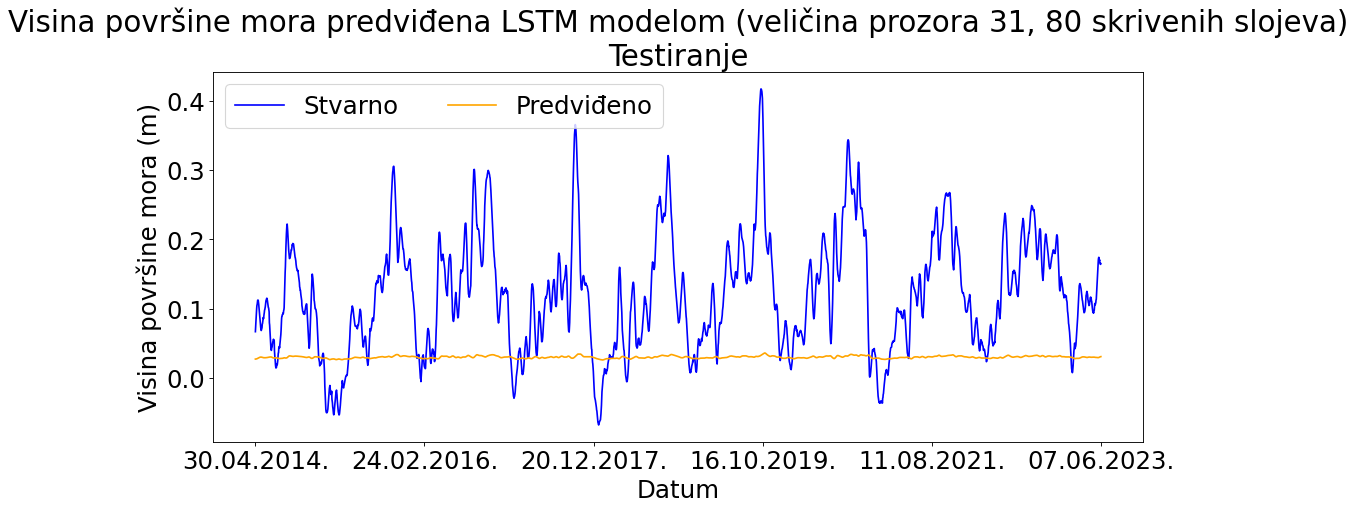 Visina površine mora predviđena LSTM modelom (veličina prozora 31, 80 skrivenih slojeva)
Testiranje
Stvarno Predviđeno
Visina površine mora (m)
0.4
0.3
0.2
0.1
0.0
30.04.2014. 24.02.2016. 20.12.2017. 16.10.2019. 11.08.2021. 07.06.2023.
Datum